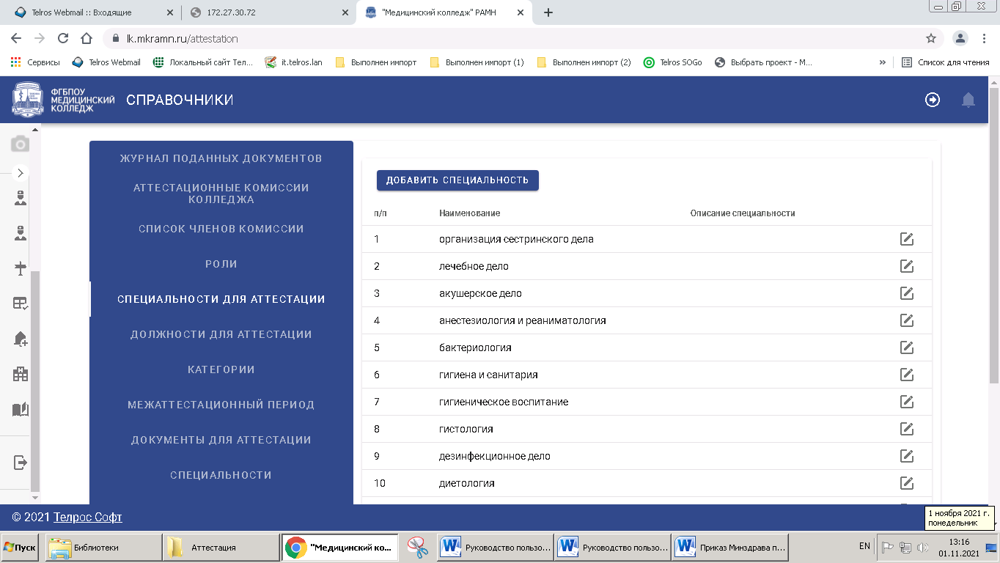 Telros Webmail :: Входящие
172.27.30.72
"Медицинский колледж" РАМН
lk.mkramn.ru/attestation
Сервисы
Telros Webmail
Локальный сайт Тел...
it.telros.lan
Выполнен импорт
Выполнен импорт (1)
Выполнен импорт (2)
Telros SOGo
Выбрать проект - М...
»
Список для чтения
ФГБПОУ
МЕДИЦИНСКИЙ
КОЛЛЕДЖ
СПРАВОЧНИКИ
ЖУРНАЛ ПОДАННЫХ ДОКУМЕНТОВ
АТТЕСТАЦИОННЫЕ КОМИССИИ
КОЛЛЕДЖА
СПИСОК ЧЛЕНОВ КОМИССИИ
РОЛИ
СПЕЦИАЛЬНОСТИ ДЛЯ АТТЕСТАЦИИ
ДОЛЖНОСТИ ДЛЯ АТТЕСТАЦИИ
КАТЕГОРИИ
МЕЖАТТЕСТАЦИОННЫЙ ПЕРИОД
ДОКУМЕНТЫ ДЛЯ АТТЕСТАЦИИ
СПЕЦИАЛЬНОСТИ
ДОБАВИТЬ СПЕЦИАЛЬНОСТЬ
п/п Наименование Описание специальности
1 организация сестринского дела
2 лечебное дело
3 акушерское дело
4 анестезиология и реаниматология
5 бактериология
6 гигиена и санитария
7 гигиеническое воспитание
8 гистология
9 дезинфекционное дело
10 диетология
© 2021 Телрос Софт
1 ноября 2021 г.
понедельник
Пуск
Библиотеки
Аттестация
"Медицинский ко...
Руководство пользо...
Руководство пользо...
Приказ Минздрава п...
EN
13:16
01.11.2021